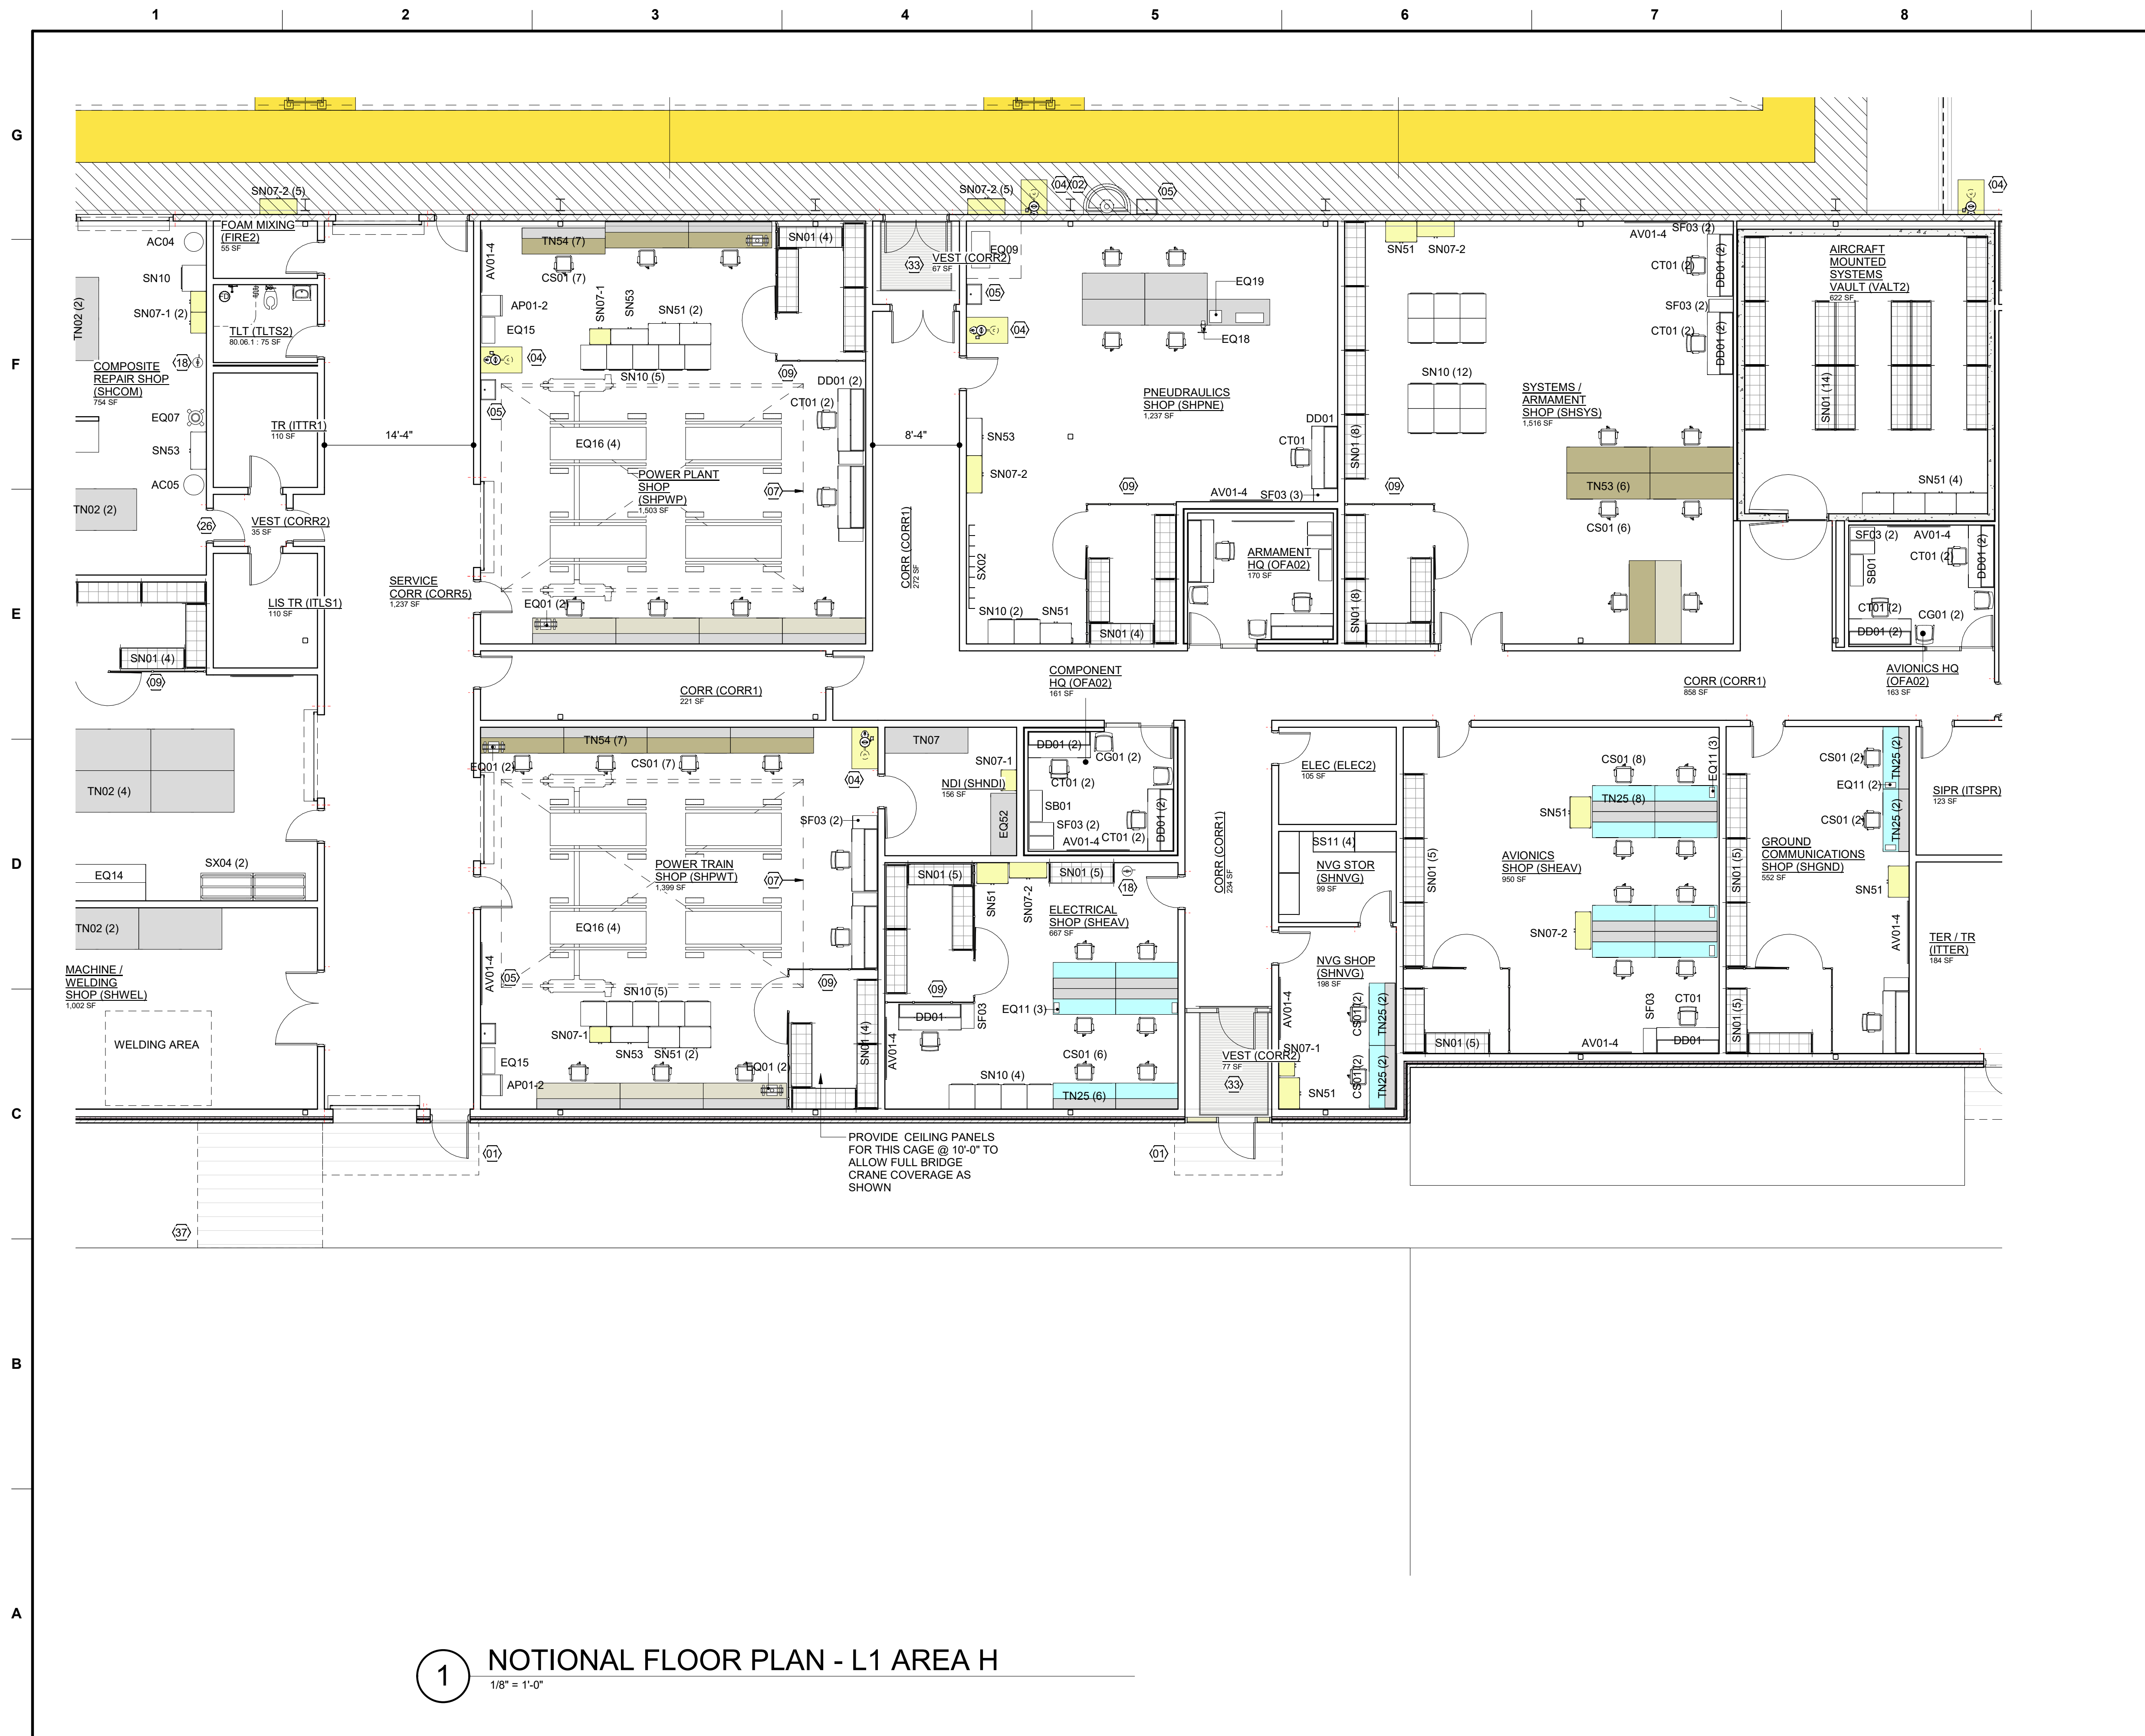 1 2 3 4 5 6 7 8
G
F
E
D
C
B
A
SN07-2 (5)
SN07-2 (5)
04
02
05
04
FOAM MIXING
(FIRE2)
55 SF
AC04
SN10
SN07-1 (2)
TN02 (2)
FD
TLT (TLTS2)
80.06.1 : 75 SF
18
COMPOSITE
REPAIR SHOP
(SHCOM)
754 SF
EQ07
SN53
AC05
TN02 (2)
26
TR (ITTR1)
110 SF
VEST (CORR2)
35 SF
LIS TR (ITLS1)
110 SF
SN01 (4)
09
14'-4"
SERVICE
CORR (CORR5)
1,237 SF
AV01-4
TN54 (7)
CS01 (7)
AP01-2
EQ15
SN07-1
SN53
SN51 (2)
SN01 (4)
04
SN10 (5)
09
05
DD01 (2)
CT01 (2)
EQ16 (4)
POWER PLANT
SHOP
(SHPWP)
1,503 SF
07
EQ01 (2)
VEST (CORR2)
67 SF
33
8'-4"
CORR (CORR1)
272 SF
EQ09
05
04
EQ19
EQ18
PNEUDRAULICS
SHOP (SHPNE)
1,237 SF
SN53
SN07-2
DD01
CT01
SN01 (8)
09
AV01-4
SF03 (3)
SX02
SN10 (2)
SN51
SN01 (4)
ARMAMENT
HQ (OFA02)
170 SF
SN01 (8)
09
SN51
SN07-2
AV01-4
SF03 (2)
CT01 (2)
DD01 (2)
SF03 (2)
CT01 (2)
DD01 (2)
SN10 (12)
SYSTEMS /
ARMAMENT
SHOP (SHSYS)
1,516 SF
TN53 (6)
CS01 (6)
AIRCRAFT
MOUNTED
SYSTEMS
VAULT (VALT2)
622 SF
SN01 (14)
SN51 (4)
SF03 (2)
AV01-4
SB01
CT01 (2)
DD01 (2)
CT01 (2)
CG01 (2)
DD01 (2)
AVIONICS HQ
(OFA02)
163 SF
CORR (CORR1)
221 SF
COMPONENT
HQ (OFA02)
161 SF
CORR (CORR1)
858 SF
TN02 (4)
EQ14
SX04 (2)
TN02 (2)
MACHINE /
WELDING
SHOP (SHWEL)
1,002 SF
WELDING AREA
TN54 (7)
EQ01 (2)
CS01 (7)
04
SF03 (2)
POWER TRAIN
SHOP (SHPWT)
1,399 SF
07
EQ16 (4)
AV01-4
05
09
SN10 (5)
SN07-1
SN53
SN51 (2)
EQ15
AP01-2
EQ01 (2)
SN01 (4)
TN07
SN07-1
NDI (SHNDI)
156 SF
EQ52
DD01 (2)
CG01 (2)
CT01 (2)
SB01
SF03 (2)
CT01 (2)
DD01 (2)
AV01-4
SN01 (5)
SN51
SN07-2
SN01 (5)
18
ELECTRICAL
SHOP (SHEAV)
667 SF
09
DD01
SF03
AV01-4
EQ11 (3)
CS01 (6)
SN10 (4)
TN25 (6)
CORR (CORR1)
234 SF
VEST (CORR2)
77 SF
33
ELEC (ELEC2)
105 SF
SS11 (4)
NVG STOR
(SHNVG)
99 SF
NVG SHOP
(SHNVG)
198 SF
AV01-4
SN07-1
SN51
CS01 (2)
TN25 (2)
CS01 (2)
TN25 (2)
SN01 (5)
CS01 (8)
EQ11 (3)
TN25 (8)
SN51
AVIONICS
SHOP (SHEAV)
950 SF
SN07-2
SF03
CT01
SN01 (5)
AV01-4
DD01
SN01 (5)
CS01 (2)
EQ11 (2)
CS01 (2)
TN25 (2)
TN25 (2)
GROUND
COMMUNICATIONS
SHOP (SHGND)
552 SF
SN51
AV01-4
SN01 (5)
SIPR (ITSPR)
123 SF
TER / TR
(ITTER)
184 SF
01
PROVIDE CEILING PANELS
FOR THIS CAGE @ 10'-0" TO
ALLOW FULL BRIDGE
CRANE COVERAGE AS
SHOWN
01
37
1
NOTIONAL FLOOR PLAN - L1 AREA H
1/8" = 1'-0"